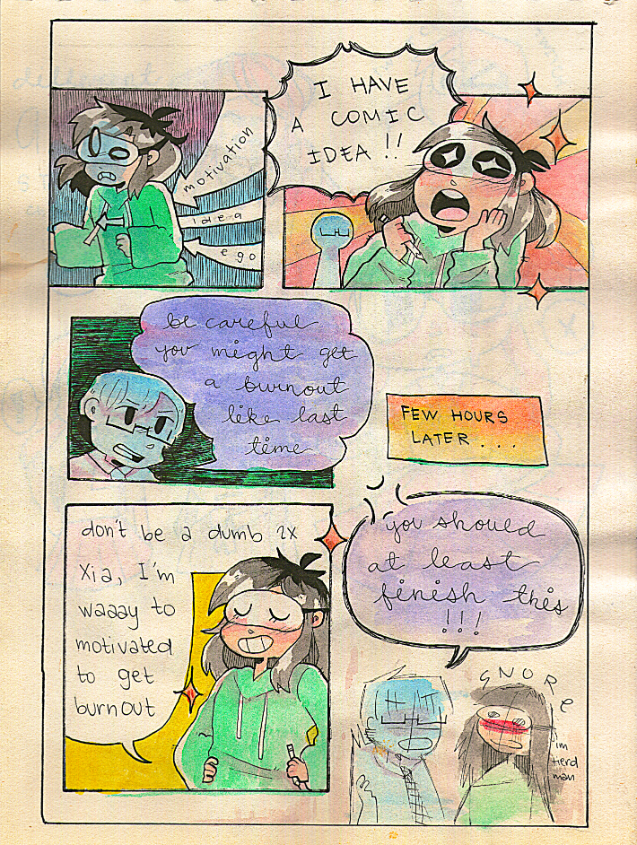 motivation
idea
ego
I HAVE
A COMIC
IDEA !!
be careful
you might get
a burnout
like last
time
FEW HOURS
LATER . . .
don't be a dumb 2x
Xia, I'm
waaay to
motivated
to get
burnout
you should
at least
finish this
!!!
SNORE
I'm
tierd
man